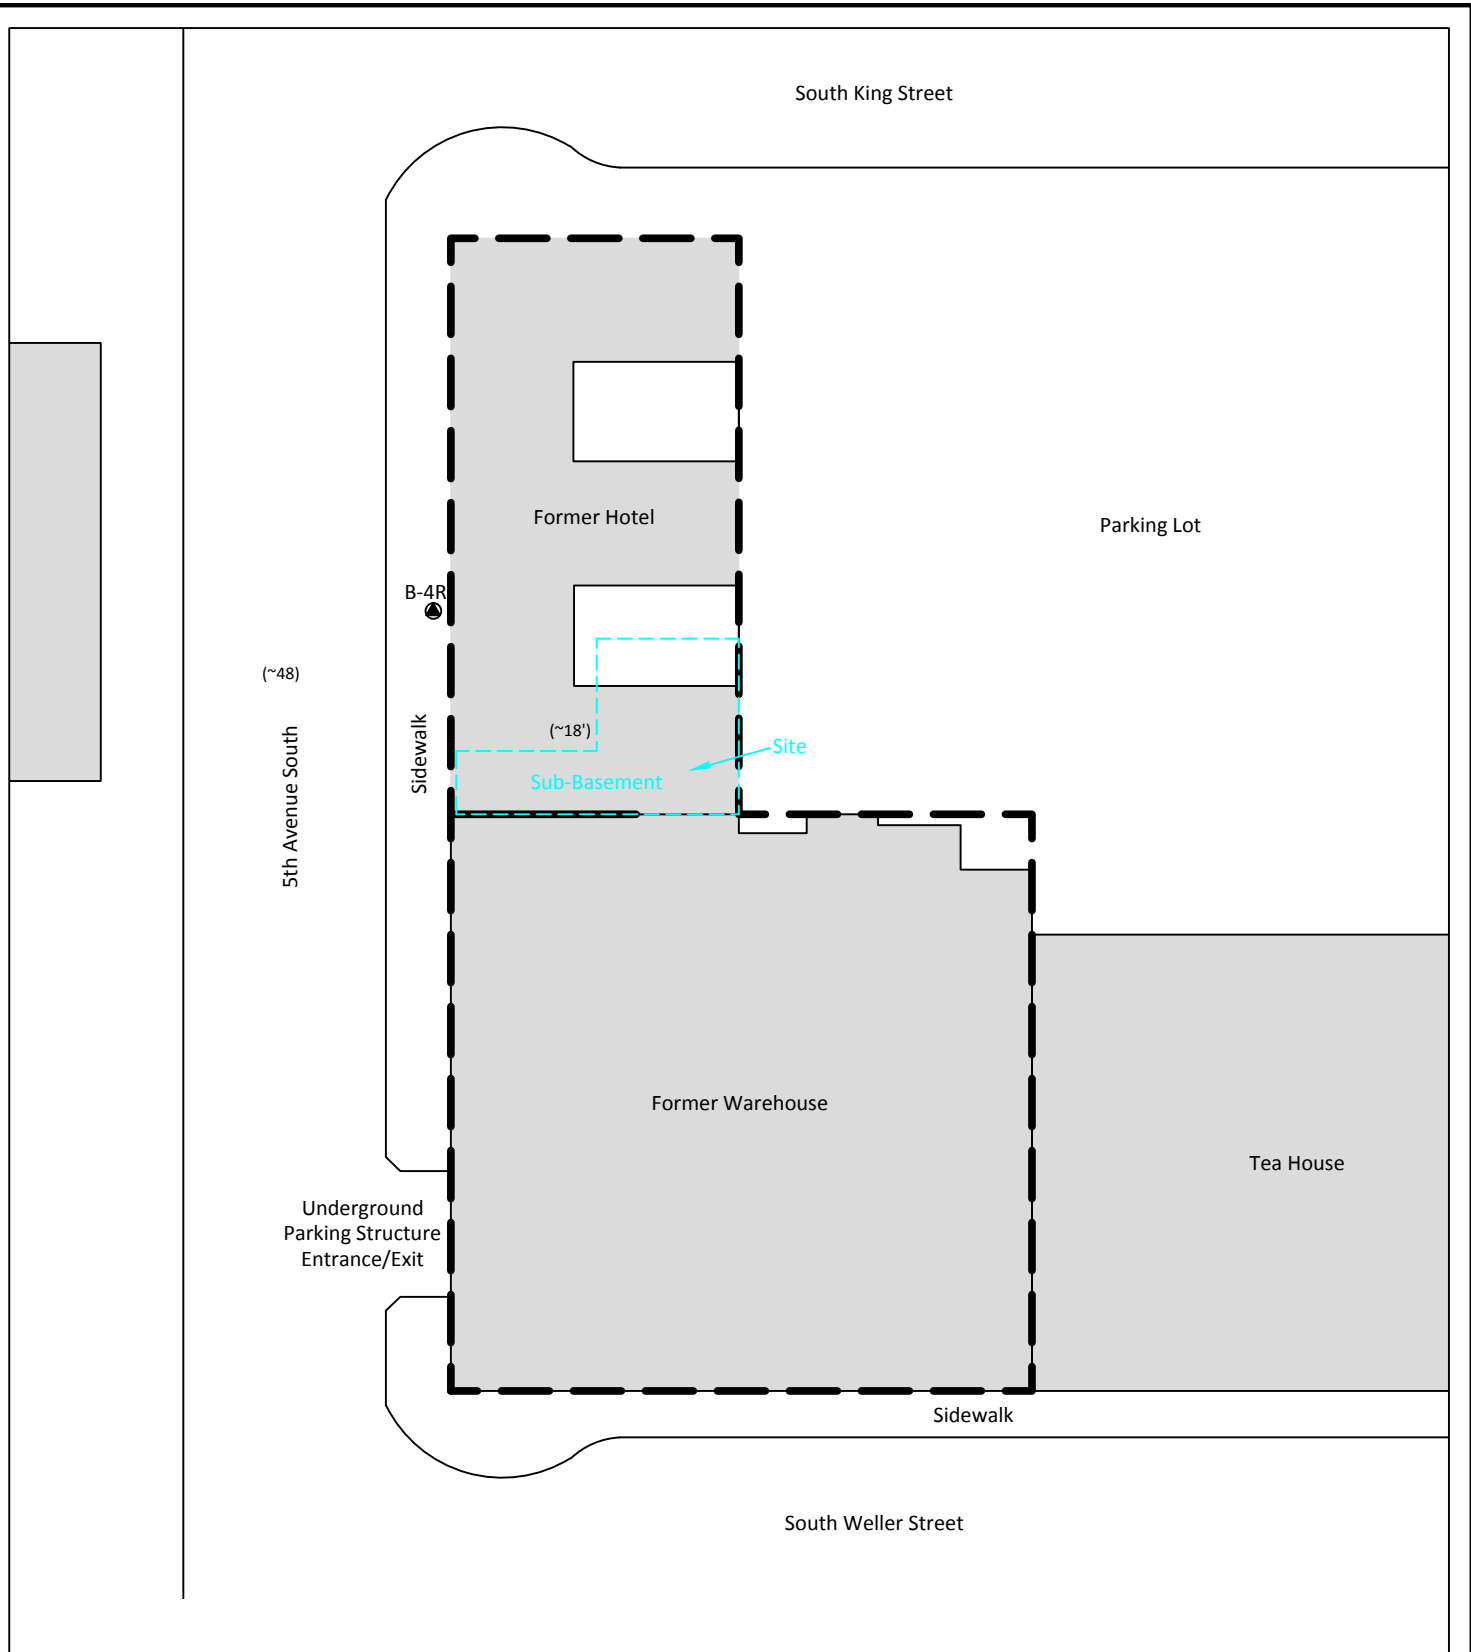 South King Street
Former Hotel
Parking Lot
B-4R
(~48)
Sidewalk
(~18')
Site
5th Avenue South
Sub-Basement
Former Warehouse
Tea House
Underground
Parking Structure
Entrance/Exit
Sidewalk
South Weller Street